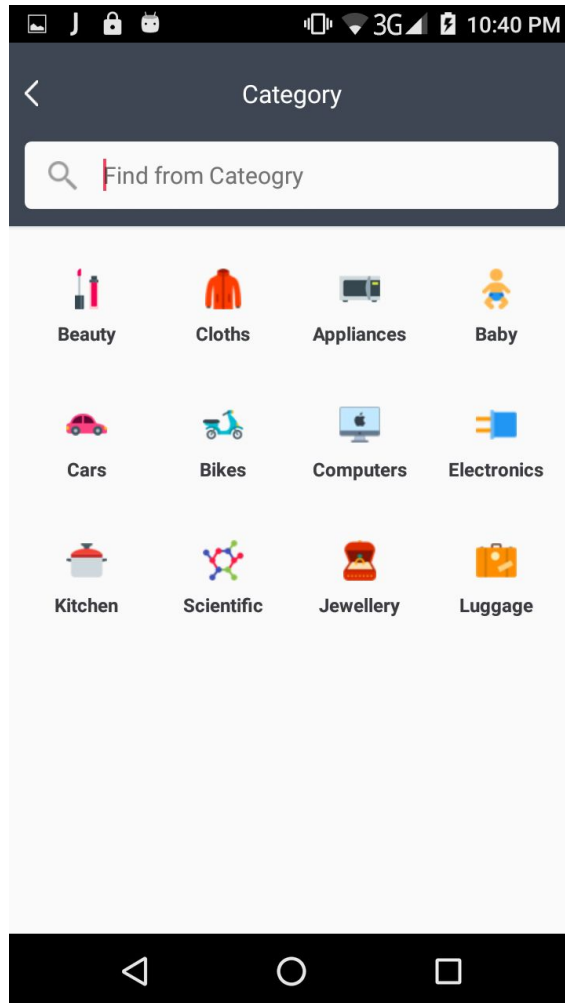 J 3G 10:40 PM
Category
Find from Cateogry
Beauty Cloths Appliances Baby
Cars Bikes Computers Electronics
Kitchen Scientific Jewellery Luggage